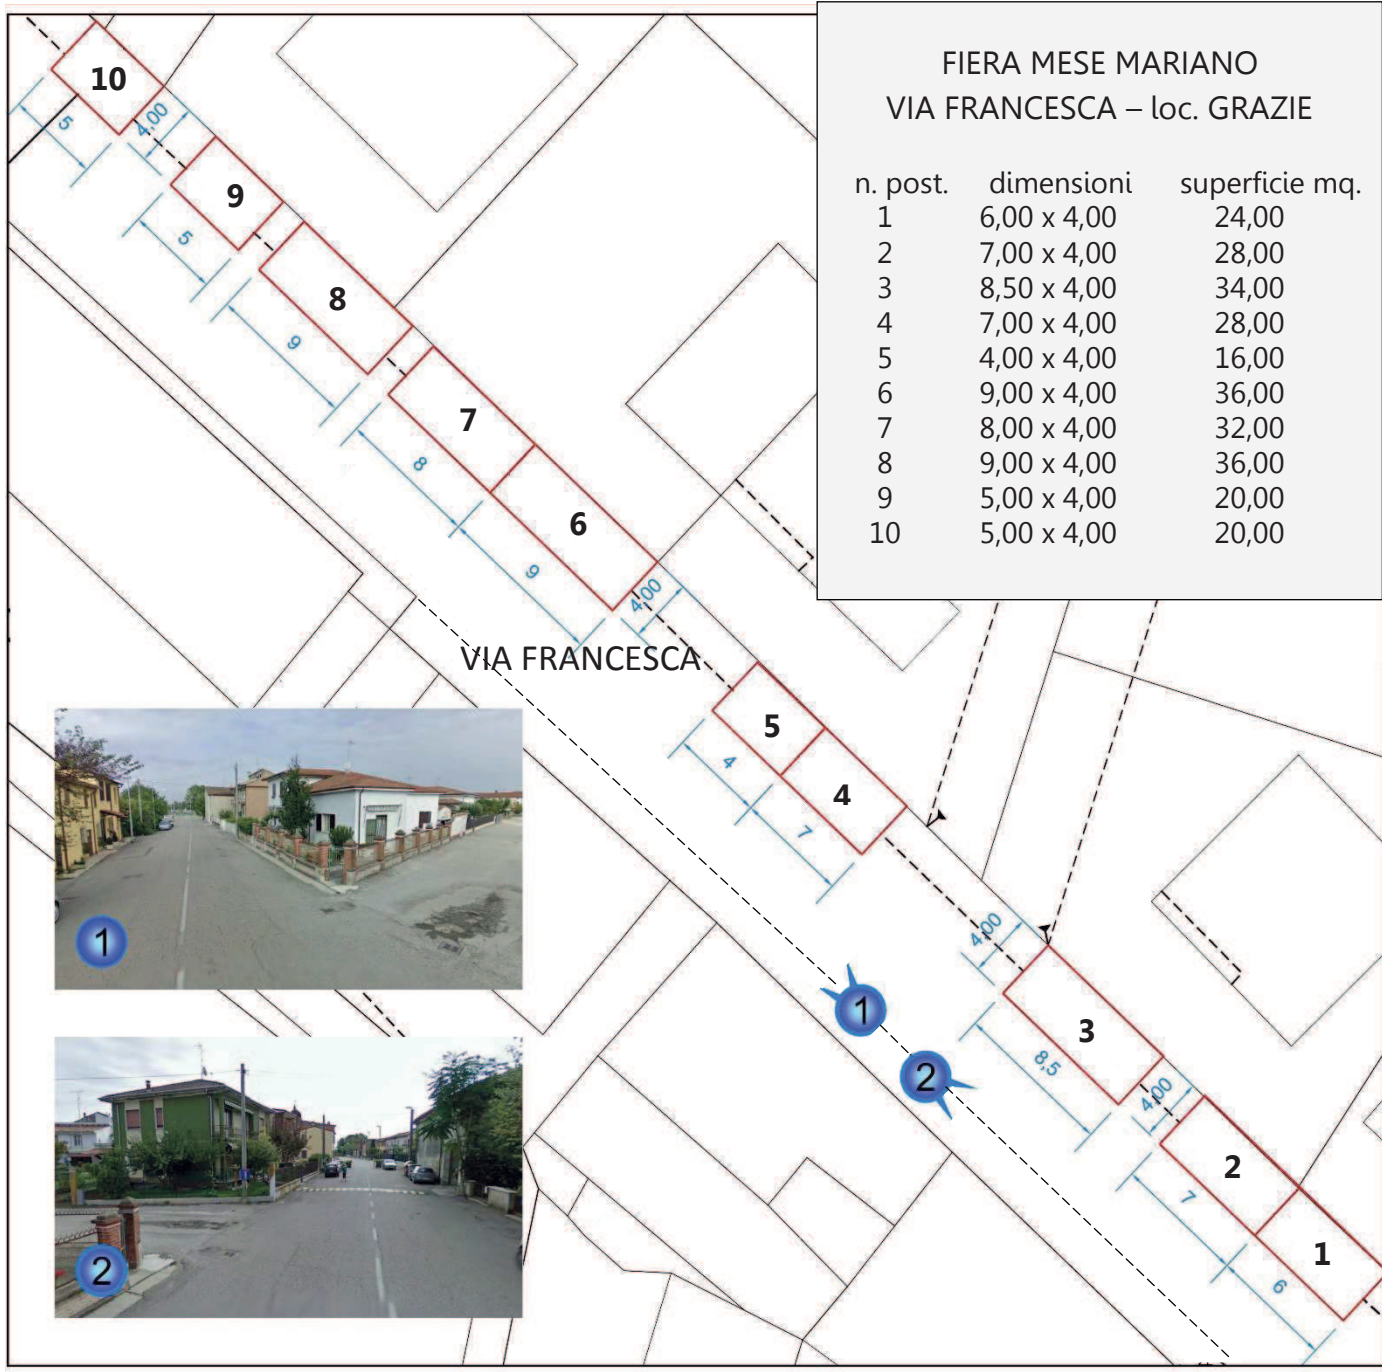 FIERA MESE MARIANO
VIA FRANCESCA – loc. GRAZIE
n. post. dimensioni superficie mq.
1 6,00 x 4,00 24,00
2 7,00 x 4,00 28,00
3 8,50 x 4,00 34,00
4 7,00 x 4,00 28,00
5 4,00 x 4,00 16,00
6 9,00 x 4,00 36,00
7 8,00 x 4,00 32,00
8 9,00 x 4,00 36,00
9 5,00 x 4,00 20,00
10 5,00 x 4,00 20,00
10
5
4,00
9
5
8
9
7
8
6
9
4,00
VIA FRANCESCA
5
4
4
7
4,00
3
8,5
4,00
2
7
1
6
1
2
1
2